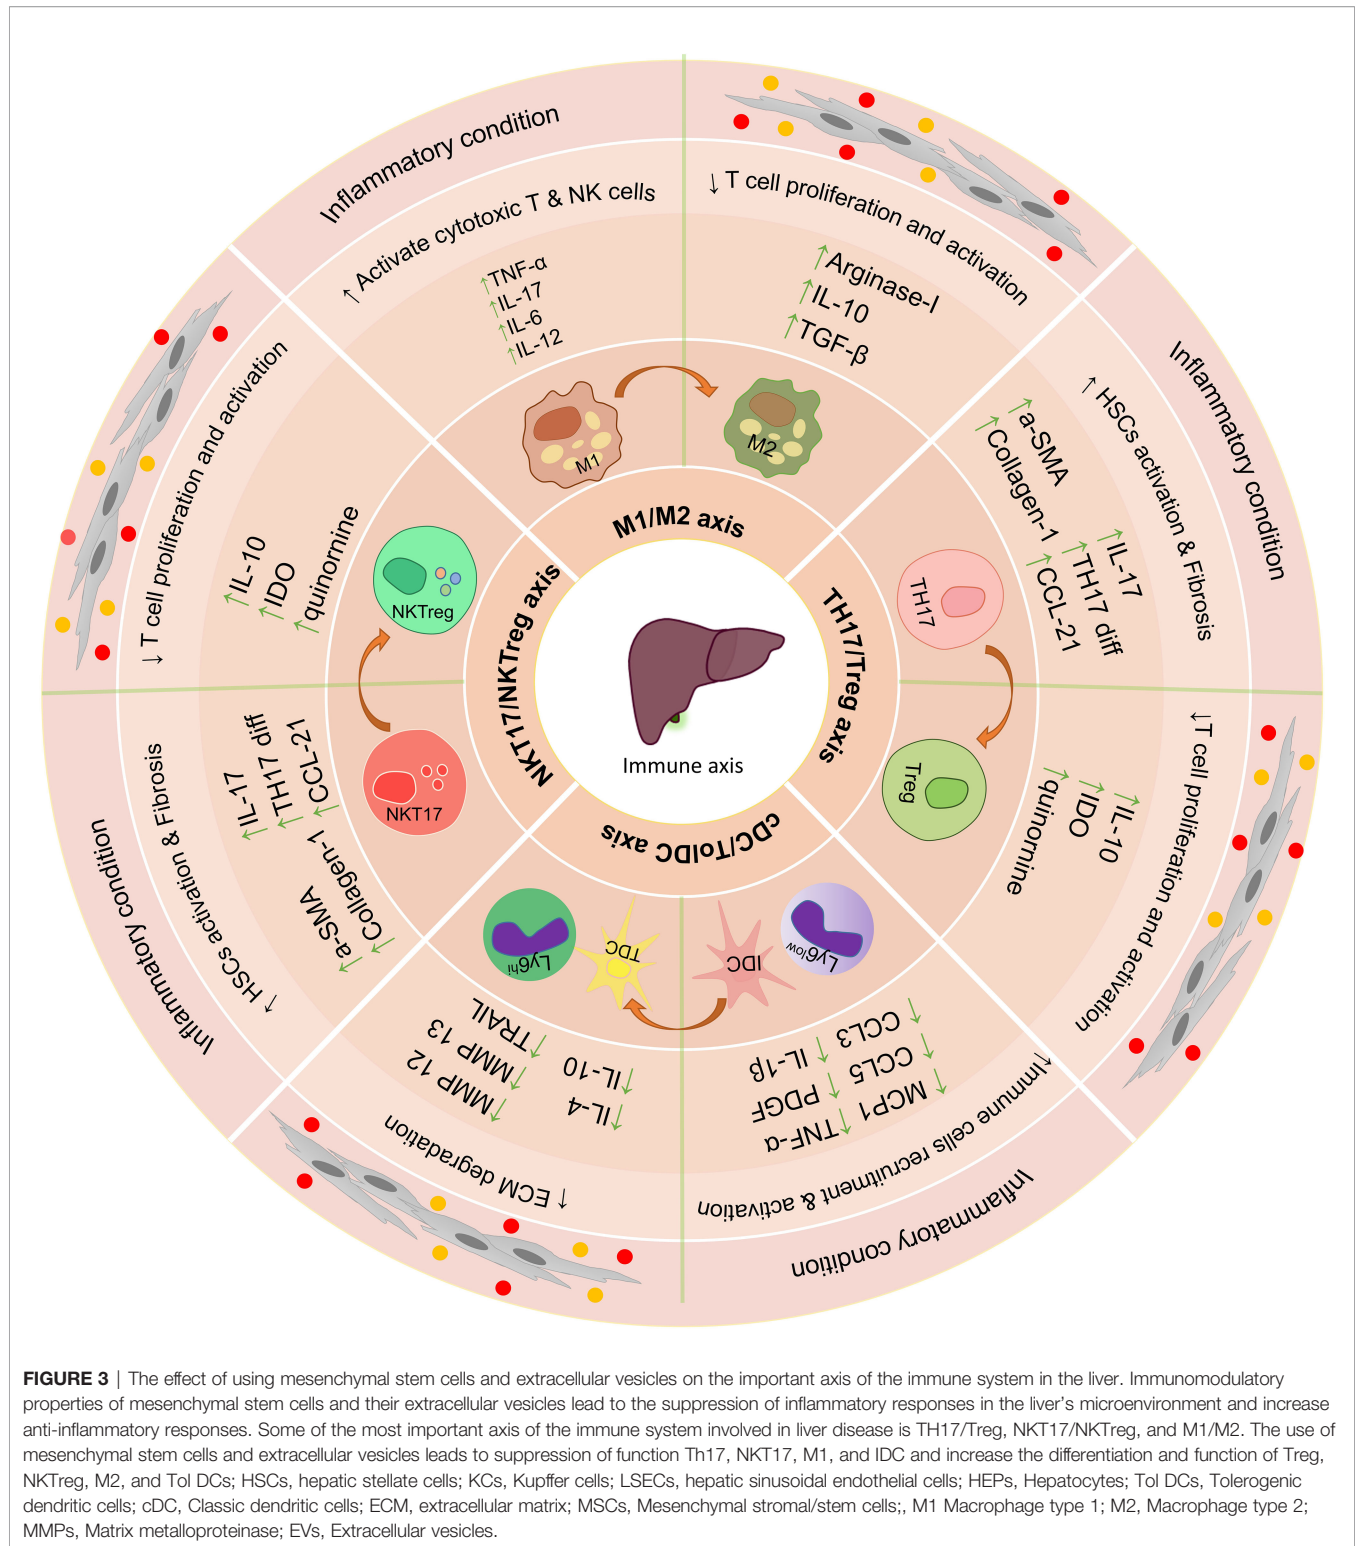 Inflammatory condition
↑ Activate cytotoxic T & NK cells
↑TNF-α
↑IL-17
↑IL-6
↑IL-12
M1
M1/M2 axis
↓ T cell proliferation and activation
↑Arginase-I
↑IL-10
↑TGF-β
M2
Inflammatory condition
↑ HSCs activation & Fibrosis
↑a-SMA
↑Collagen-1
↑IL-17
↑TH17 diff
↑CCL-21
TH17
TH17/Treg axis
Treg
↓T cell proliferation and activation
↑IL-10
↑IDO
↑quinornine
Inflammatory condition
↑Immune cells recruitment & activation
↑CCL3
↑CCL5
↑MCP1
↑IL-1β
↑PDGF
↑TNF-α
Ly6low
IDC
cDC/TolDC axis
TDC
Ly6hi
↑ ECM degradation
↑IL-10
↑IL-4
↑TRAIL
↑MMP 13
↑MMP 12
Inflammatory condition
↑ HSCs activation & Fibrosis
↑a-SMA
↑Collagen-1
↑IL-17
↑TH17 diff
↑CCL-21
NKT17
NKT17/NKTreg axis
NKTreg
↓ T cell proliferation and activation
↑IL-10
↑IDO
↑quinornine
Immune axis
FIGURE 3 | The effect of using mesenchymal stem cells and extracellular vesicles on the important axis of the immune system in the liver. Immunomodulatory
properties of mesenchymal stem cells and their extracellular vesicles lead to the suppression of inflammatory responses in the liver's microenvironment and increase
anti-inflammatory responses. Some of the most important axis of the immune system involved in liver disease is TH17/Treg, NKT17/NKTreg, and M1/M2. The use of
mesenchymal stem cells and extracellular vesicles leads to suppression of function Th17, NKT17, M1, and IDC and increase the differentiation and function of Treg,
NKTreg, M2, and Tol DCs; HSCs, hepatic stellate cells; KCs, Kupffer cells; LSECs, hepatic sinusoidal endothelial cells; HEPs, Hepatocytes; Tol DCs, Tolerogenic
dendritic cells; cDC, Classic dendritic cells; ECM, extracellular matrix; MSCs, Mesenchymal stromal/stem cells;, M1 Macrophage type 1; M2, Macrophage type 2;
MMPs, Matrix metalloproteinase; EVs, Extracellular vesicles.